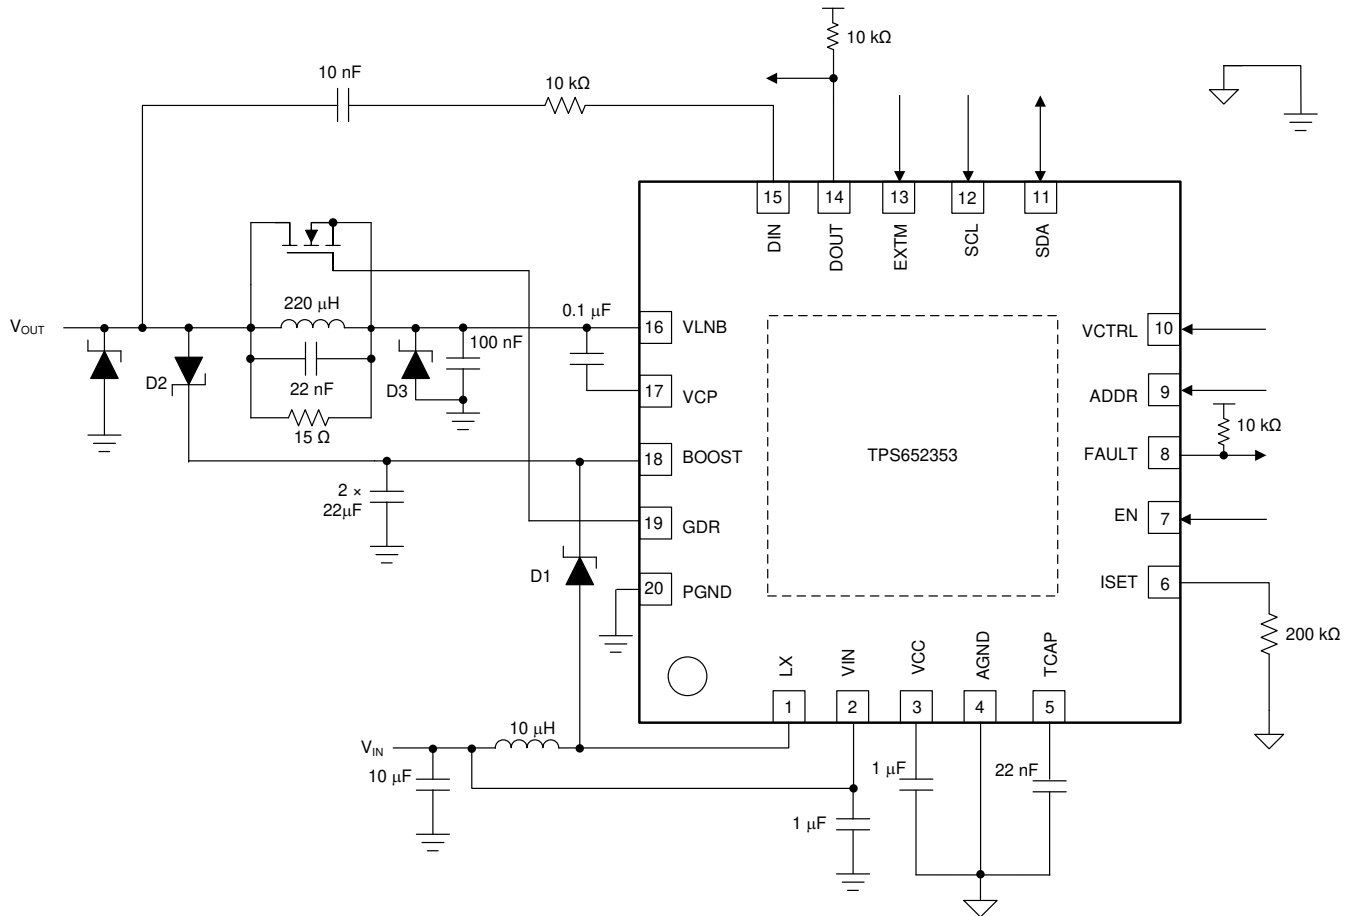 10 kΩ
10 nF
10 kΩ
15
14
13
12
11
DIN
DOUT
EXTM
SCL
SDA
220 µH
0.1 µF
V_OUT
16
VLNB
VCTRL
10
100 nF
D2
22 nF
D3
17
VCP
ADDR
9
10 kΩ
15 Ω
18
BOOST
TPS652353
FAULT
8
2 ×
22µF
19
GDR
EN
7
D1
20
PGND
ISET
6
200 kΩ
LX
VIN
VCC
AGND
TCAP
1
2
3
4
5
10 µH
V_IN
10 µF
1 µF
22 nF
1 µF